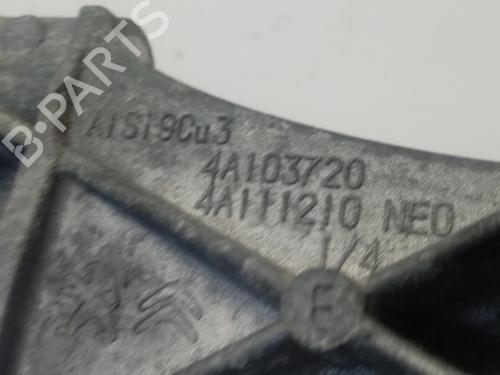 AlSi9Cu3
4A103720
4A111210 NEO
1/4
E
B-PARTS